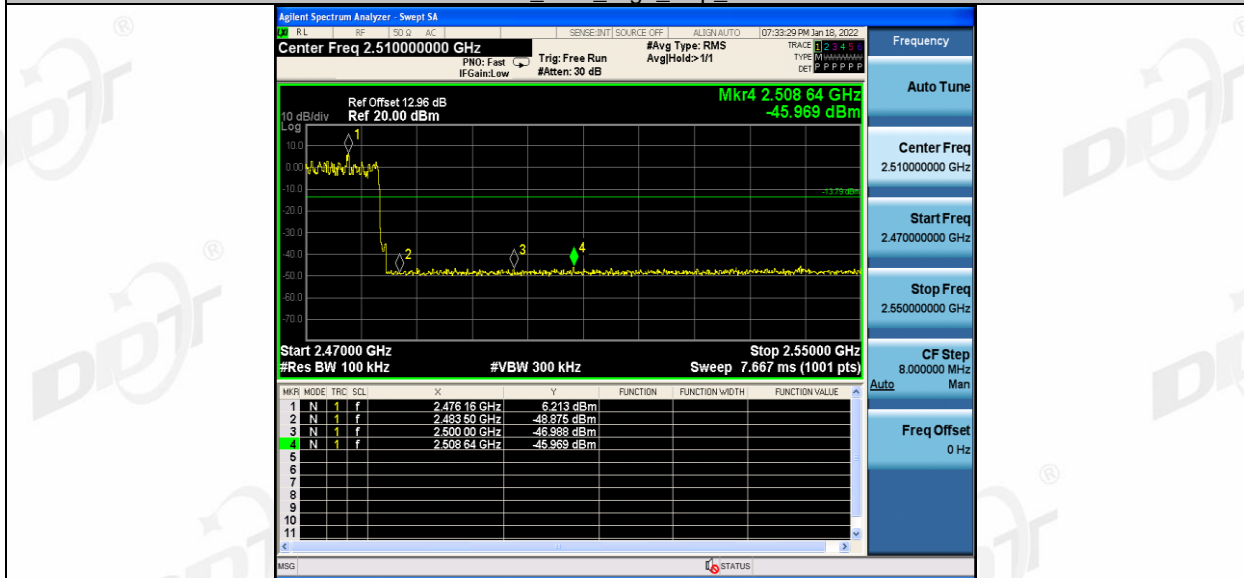 Agilent Spectrum Analyzer - Swept SA
RL RF 50 Ω AC SENSE:INT SOURCE OFF ALIGN AUTO 07:33:29 PM Jan 18, 2022
Center Freq 2.510000000 GHz
PNO: Fast
IFGain:Low
Trig: Free Run
#Atten: 30 dB
#Avg Type: RMS
Avg|Hold:>1/1
TRACE 1 2 3 4 5 6
TYPE M
DET P P P P P P
Ref Offset 12.96 dB
10 dB/div Ref 20.00 dBm
Log
Mkr4 2.508 64 GHz
-45.969 dBm
10.0
0.00
-10.0
-20.0
-30.0
-40.0
-50.0
-60.0
-70.0
1
2
3
4
-13.79 dBm
Start 2.47000 GHz Stop 2.55000 GHz
#Res BW 100 kHz #VBW 300 kHz Sweep 7.667 ms (1001 pts)
MKR MODE TRC SCL X Y FUNCTION FUNCTION WIDTH FUNCTION VALUE
1 N 1 f 2.476 16 GHz 6.213 dBm
2 N 1 f 2.483 50 GHz -48.875 dBm
3 N 1 f 2.500 00 GHz -46.988 dBm
4 N 1 f 2.508 64 GHz -45.969 dBm
5
6
7
8
9
10
11
MSG STATUS
Frequency
Auto Tune
Center Freq
2.510000000 GHz
Start Freq
2.470000000 GHz
Stop Freq
2.550000000 GHz
CF Step
8.000000 MHz
Auto Man
Freq Offset
0 Hz
DDT
®